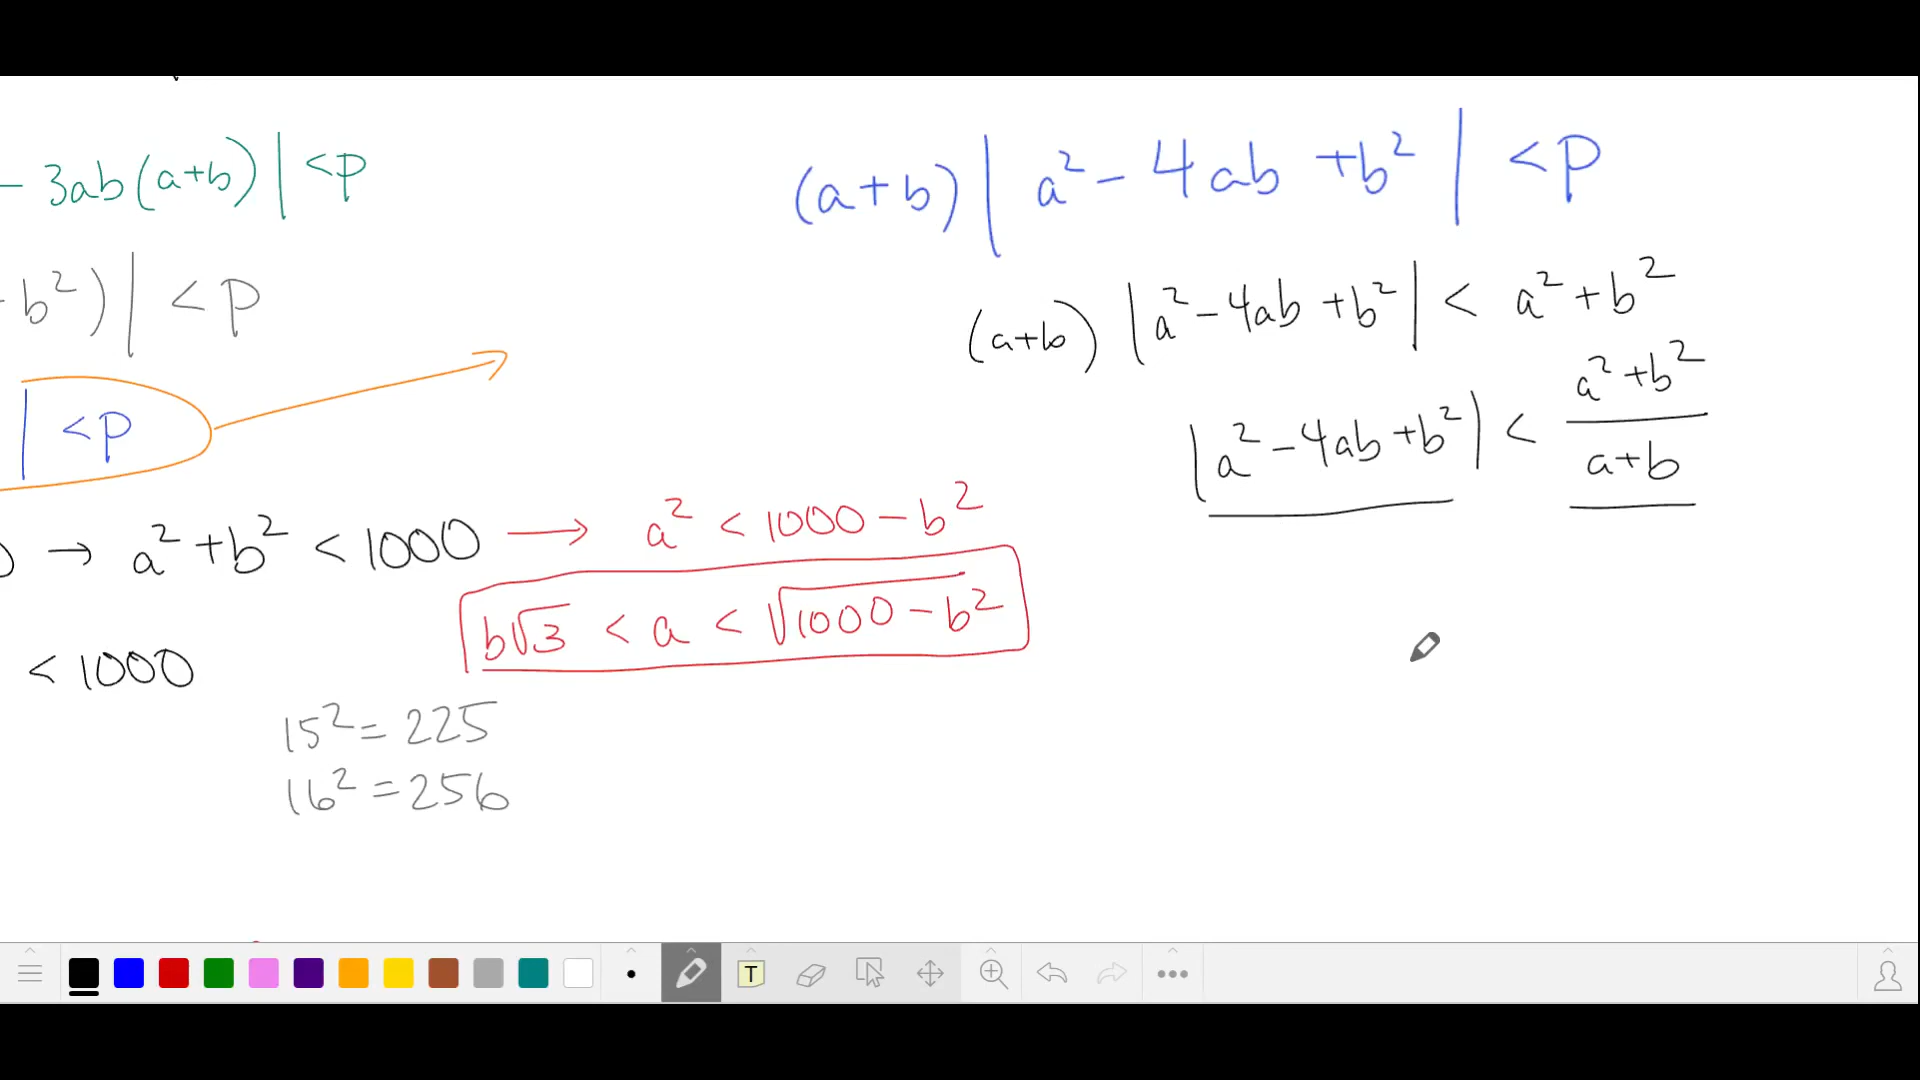 - 3ab(a+b)| <p
(a+b)|a²-4ab+b²| <p
b²)| <p
(a+b)|a²-4ab+b²| < a²+b²
| <p
|a²-4ab+b²| < (a²+b²)/(a+b)
→ a²+b² <1000 → a² < 1000-b²
b√3 < a < √(1000-b²)
< 1000
15²= 225
16² =256
T